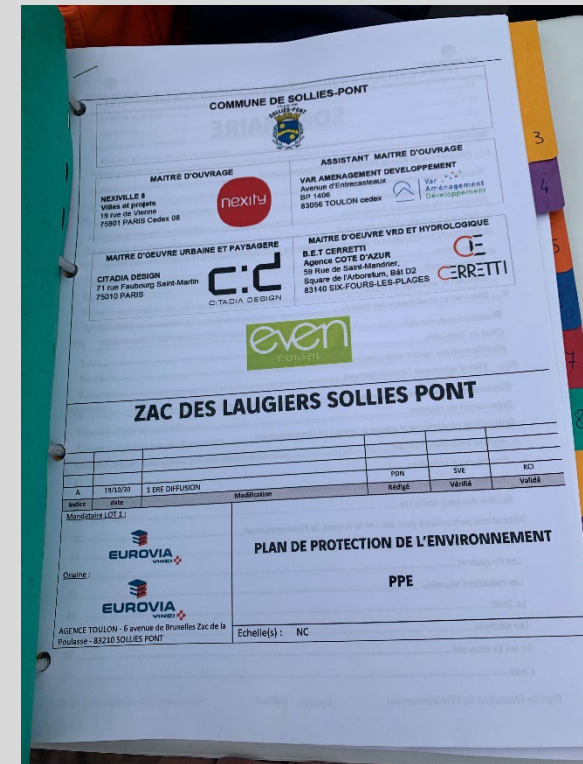 COMMUNE DE SOLLIES-PONT
SOLLIES-PONT
MAITRE D'OUVRAGE
NEXIVILLE 8
Villes et projets
19 rue de Vienne
75801 PARIS Cedex 08
nexity
ASSISTANT MAITRE D'OUVRAGE
VAR AMENAGEMENT DEVELOPPEMENT
Avenue d'Entrecasteaux
BP 1406
83056 TOULON cedex
Var
Aménagement
Développement
MAITRE D'OEUVRE URBAINE ET PAYSAGERE
CITADIA DESIGN
71 rue Faubourg Saint-Martin
75010 PARIS
c:d
CITADIA DESIGN
MAITRE D'OEUVRE VRD ET HYDROLOGIQUE
B.E.T CERRETTI
Agence COTE D'AZUR
59 Rue de Saint-Mandrier,
Square de l'Arboretum, Bât D2
83140 SIX-FOURS-LES-PLAGES
CERRETTI
even
CONSEIL
ZAC DES LAUGIERS SOLLIES PONT
A 19/10/20 1 ERE DIFFUSION PDN SVE KCI
Indice date Modification Rédigé Vérifié Validé
Mandataire LOT 1 :
EUROVIA
VINCI
Origine :
EUROVIA
VINCI
AGENCE TOULON - 6 avenue de Bruxelles Zac de la
Poulasse - 83210 SOLLIES PONT
PLAN DE PROTECTION DE L'ENVIRONNEMENT
PPE
Echelle(s) : NC
3
4
5
7
8